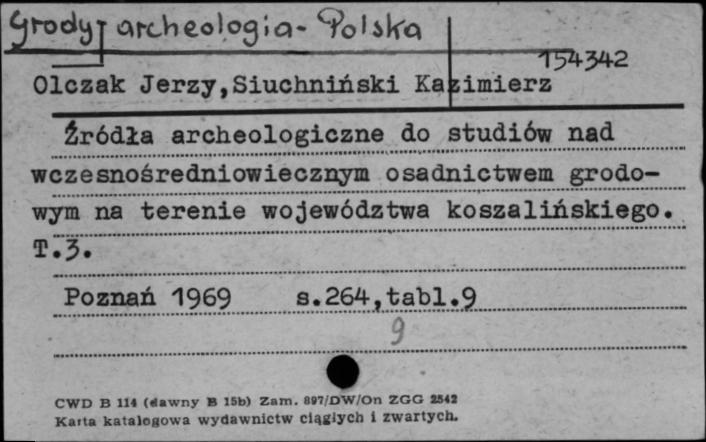 Grody, archeologia - Polska
154342
Olczak Jerzy,Siuchniński Kazimierz
Źródła archeologiczne do studiów nad
wczesnośredniowiecznym osadnictwem grodo-
wym na terenie województwa koszalińskiego.
T.3.
Poznań 1969 s.264,tabl.9
9
CWD B 114 (dawny B 15b) Zam. 897/DW/On ZGG 2542
Karta katalogowa wydawnictw ciągłych i zwartych.